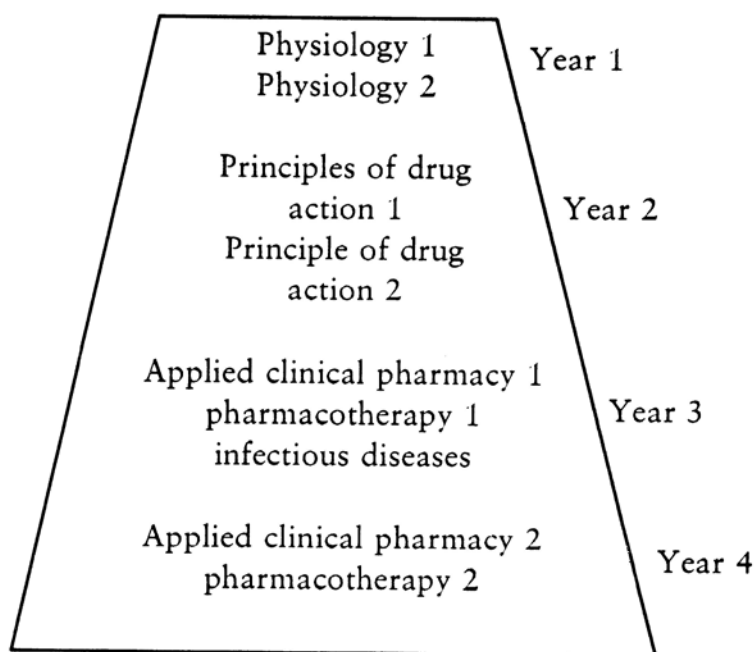 Physiology 1
Physiology 2
Year 1
Principles of drug
action 1
Principle of drug
action 2
Year 2
Applied clinical pharmacy 1
pharmacotherapy 1
infectious diseases
Year 3
Applied clinical pharmacy 2
pharmacotherapy 2
Year 4